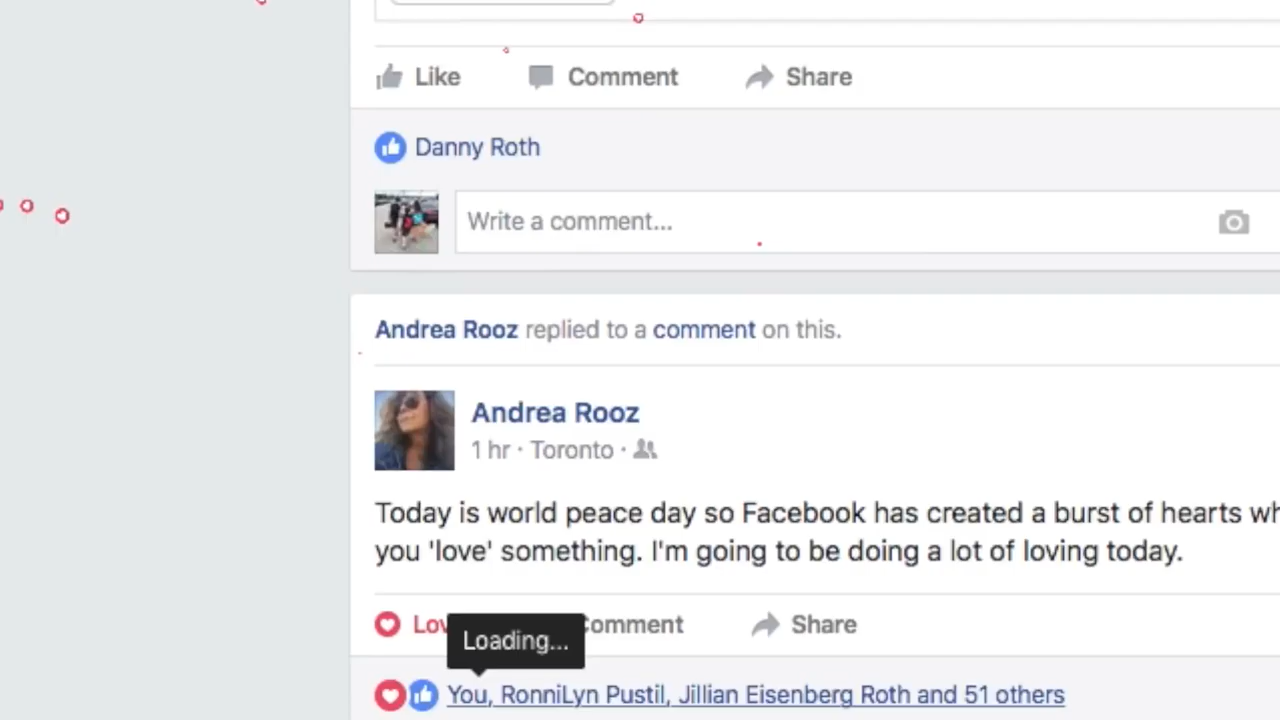 Like Comment Share
Danny Roth
Write a comment...
Andrea Rooz replied to a comment on this.
Andrea Rooz
1 hr · Toronto ·
Today is world peace day so Facebook has created a burst of hearts wh
you 'love' something. I'm going to be doing a lot of loving today.
Lov omment Share
Loading...
You, RonniLyn Pustil, Jillian Eisenberg Roth and 51 others